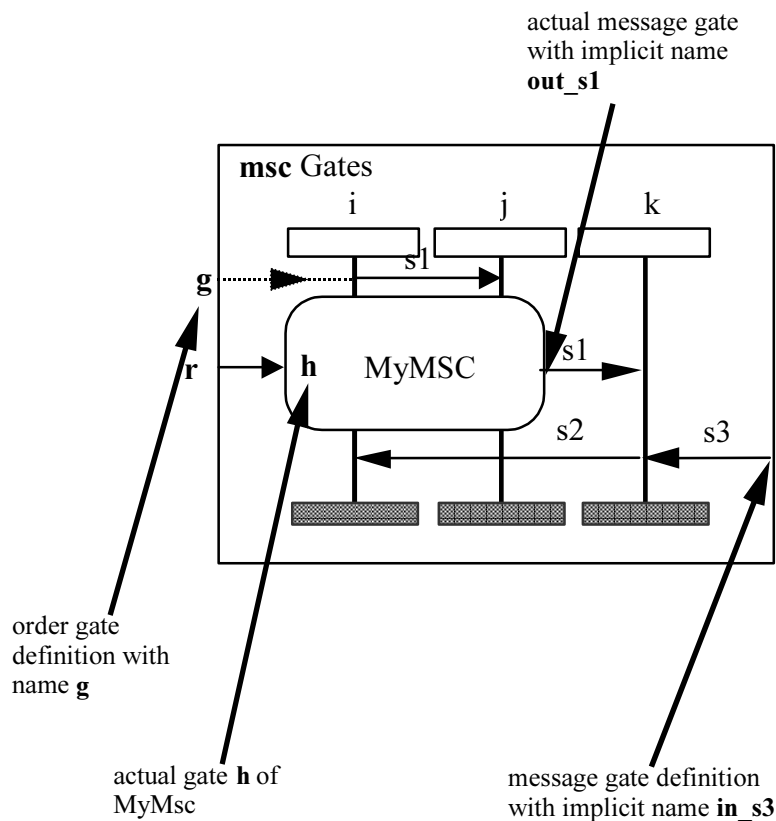 actual message gate
with implicit name
out_s1
msc Gates
i
j
k
s1
g
r
h
MyMSC
s1
s2
s3
order gate
definition with
name g
actual gate h of
MyMsc
message gate definition
with implicit name in_s3